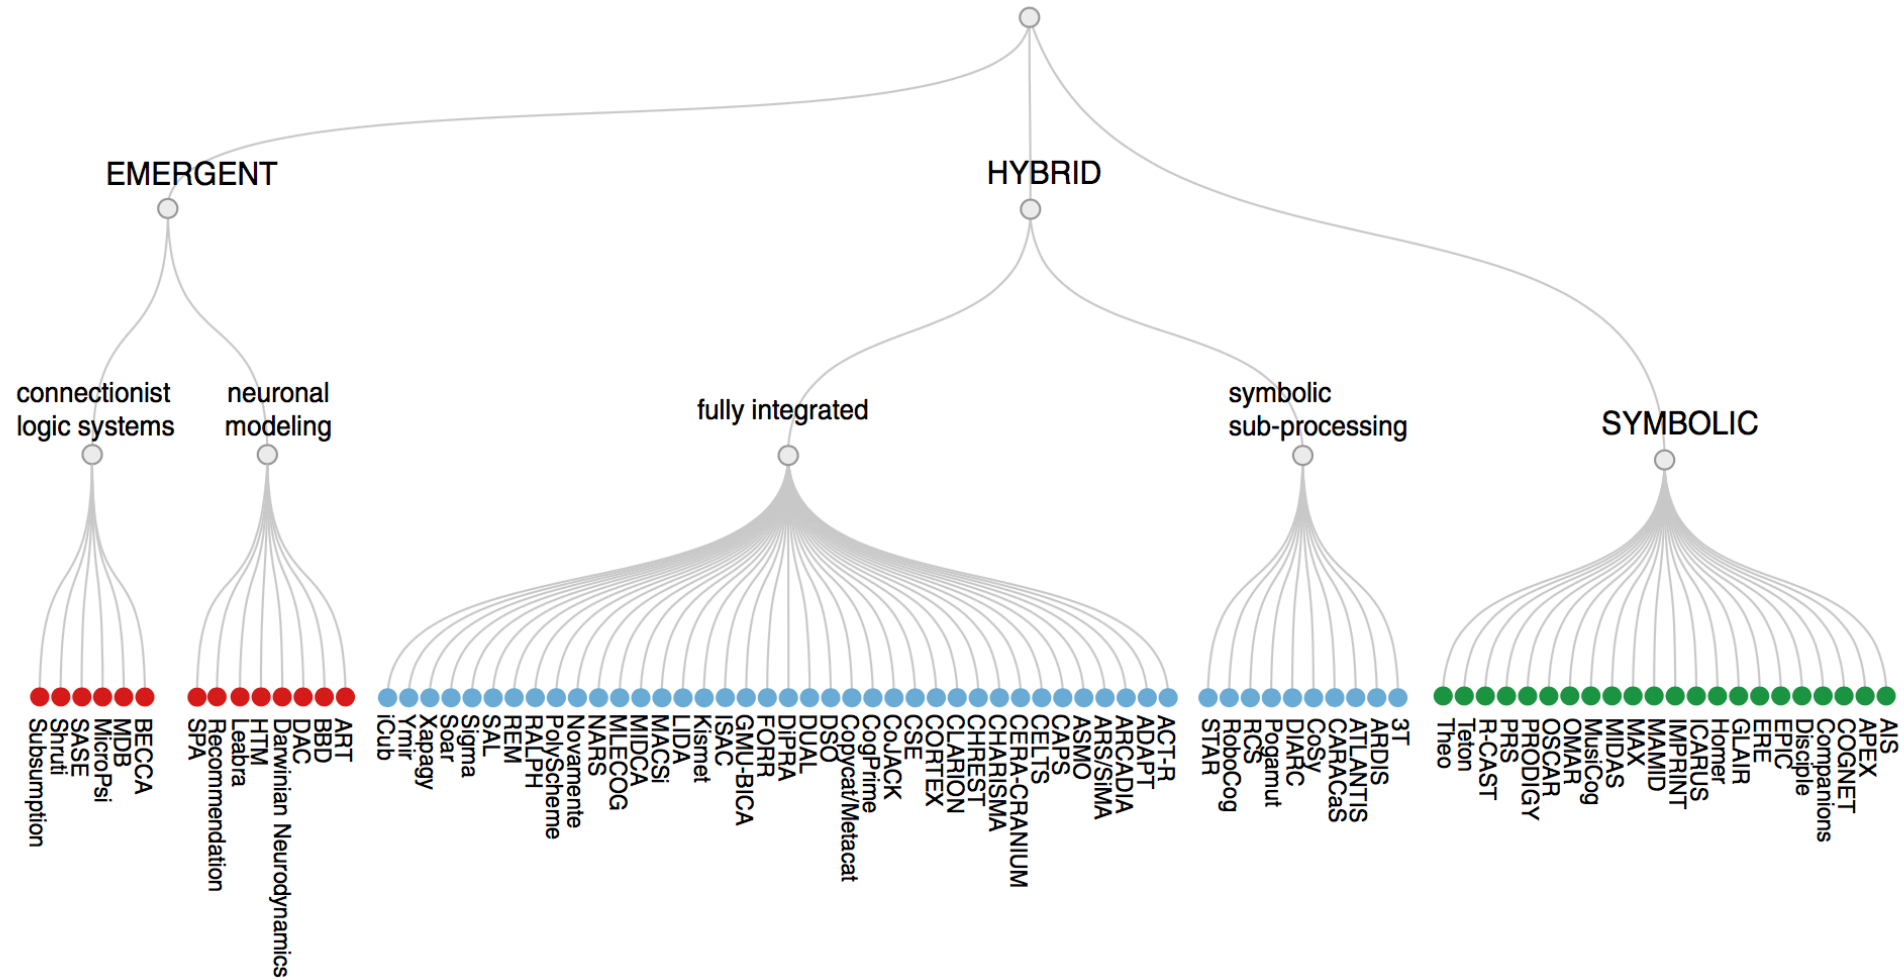 EMERGENT
HYBRID
connectionist
logic systems
neuronal
modeling
fully integrated
symbolic
sub-processing
SYMBOLIC
Subsumption
Shruti
SASE
MicroPsi
MDB
BECCA
SPA
Recommendation
Leabra
HTM
Darwinian Neurodynamics
DAC
BBD
ART
iCub
Ymir
Xapagy
Soar
Sigma
SAL
REM
RALPH
PolyScheme
Novamente
NARS
MLECOG
MIDCA
MACSi
LIDA
Kismet
ISAC
GMU-BICA
FORR
DiPRA
DUAL
DSO
Copycat/Metacat
CogPrime
CoJACK
CSE
CORTEX
CLARION
CHREST
CHARISMA
CERA-CRANIUM
CELTS
CAPS
ASMO
ARS/SiMA
ARCADIA
ADAPT
ACT-R
STAR
RoboCog
RCS
Pogamut
DIARC
CoSy
CARACaS
ATLANTIS
ARDIS
3T
Theo
Teton
R-CAST
PRS
PRODIGY
OSCAR
OMAR
MusiCog
MIDAS
MAX
MAMID
IMPRINT
ICARUS
Homer
GLAIR
ERE
EPIC
Disciple
Companions
COGNET
APEX
AIS